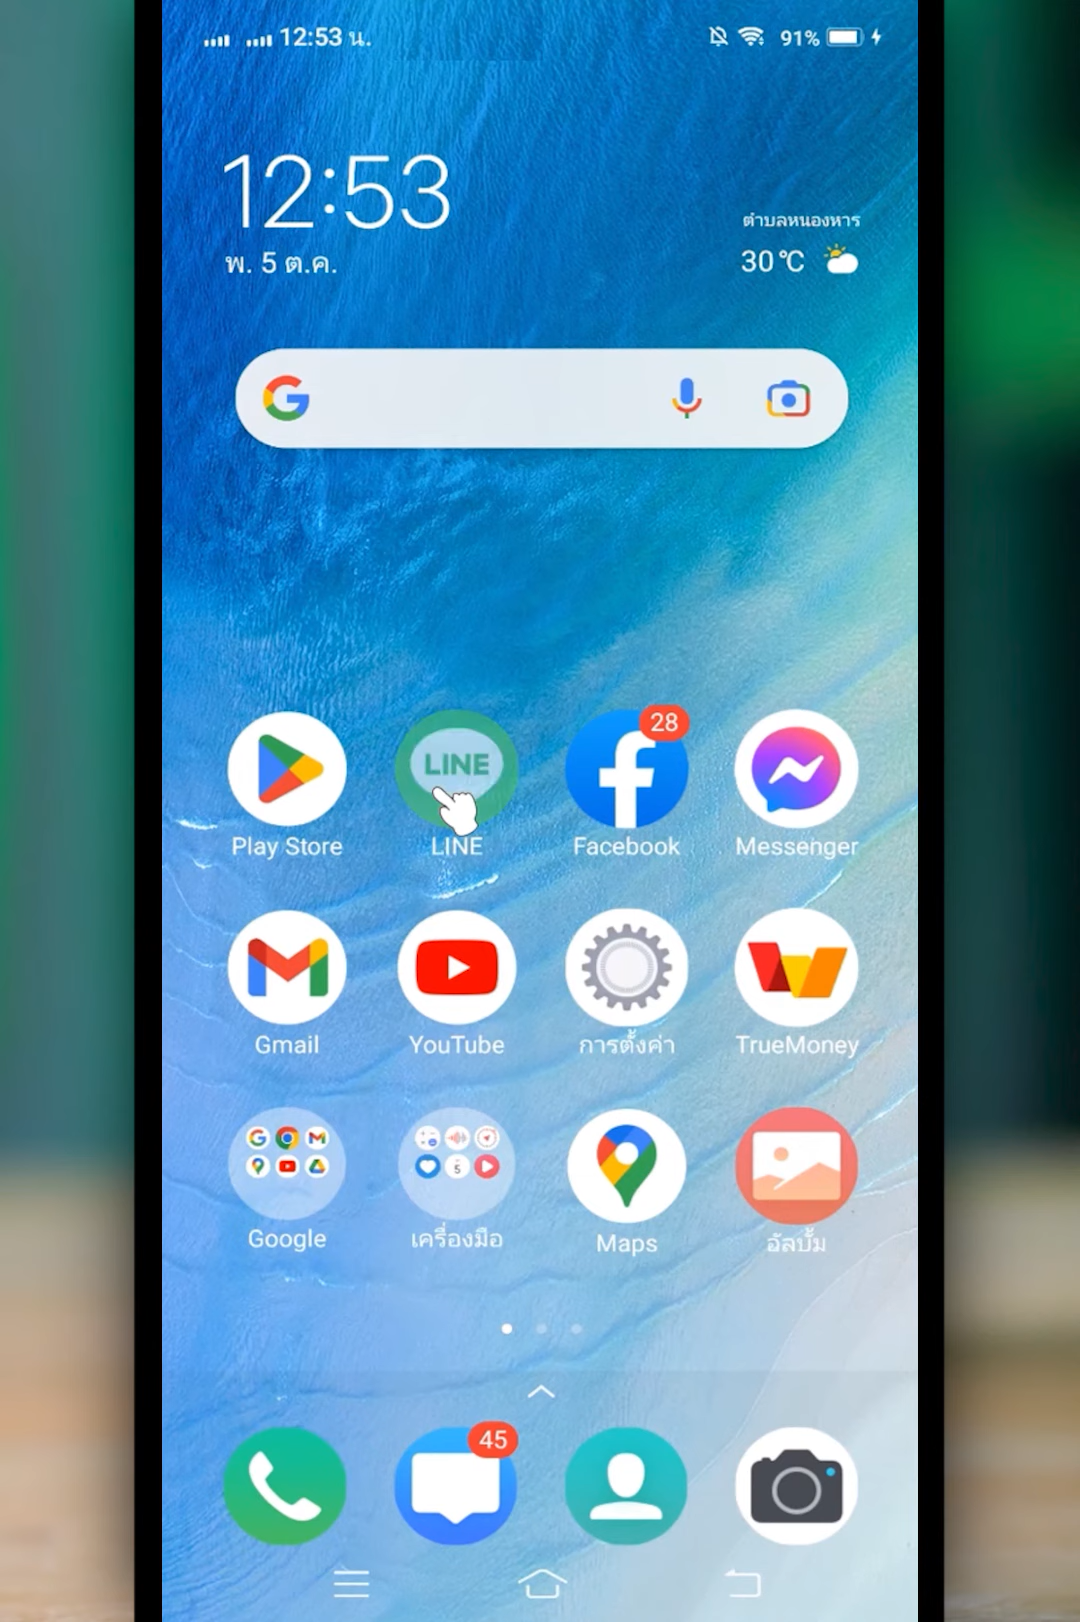 12:53 น.
91%
12:53
พ. 5 ต.ค.
ตำบลหนองหาร
30 °C
LINE
28
Play Store
LINE
Facebook
Messenger
Gmail
YouTube
การตั้งค่า
TrueMoney
5
Google
เครื่องมือ
Maps
อัลบั้ม
45